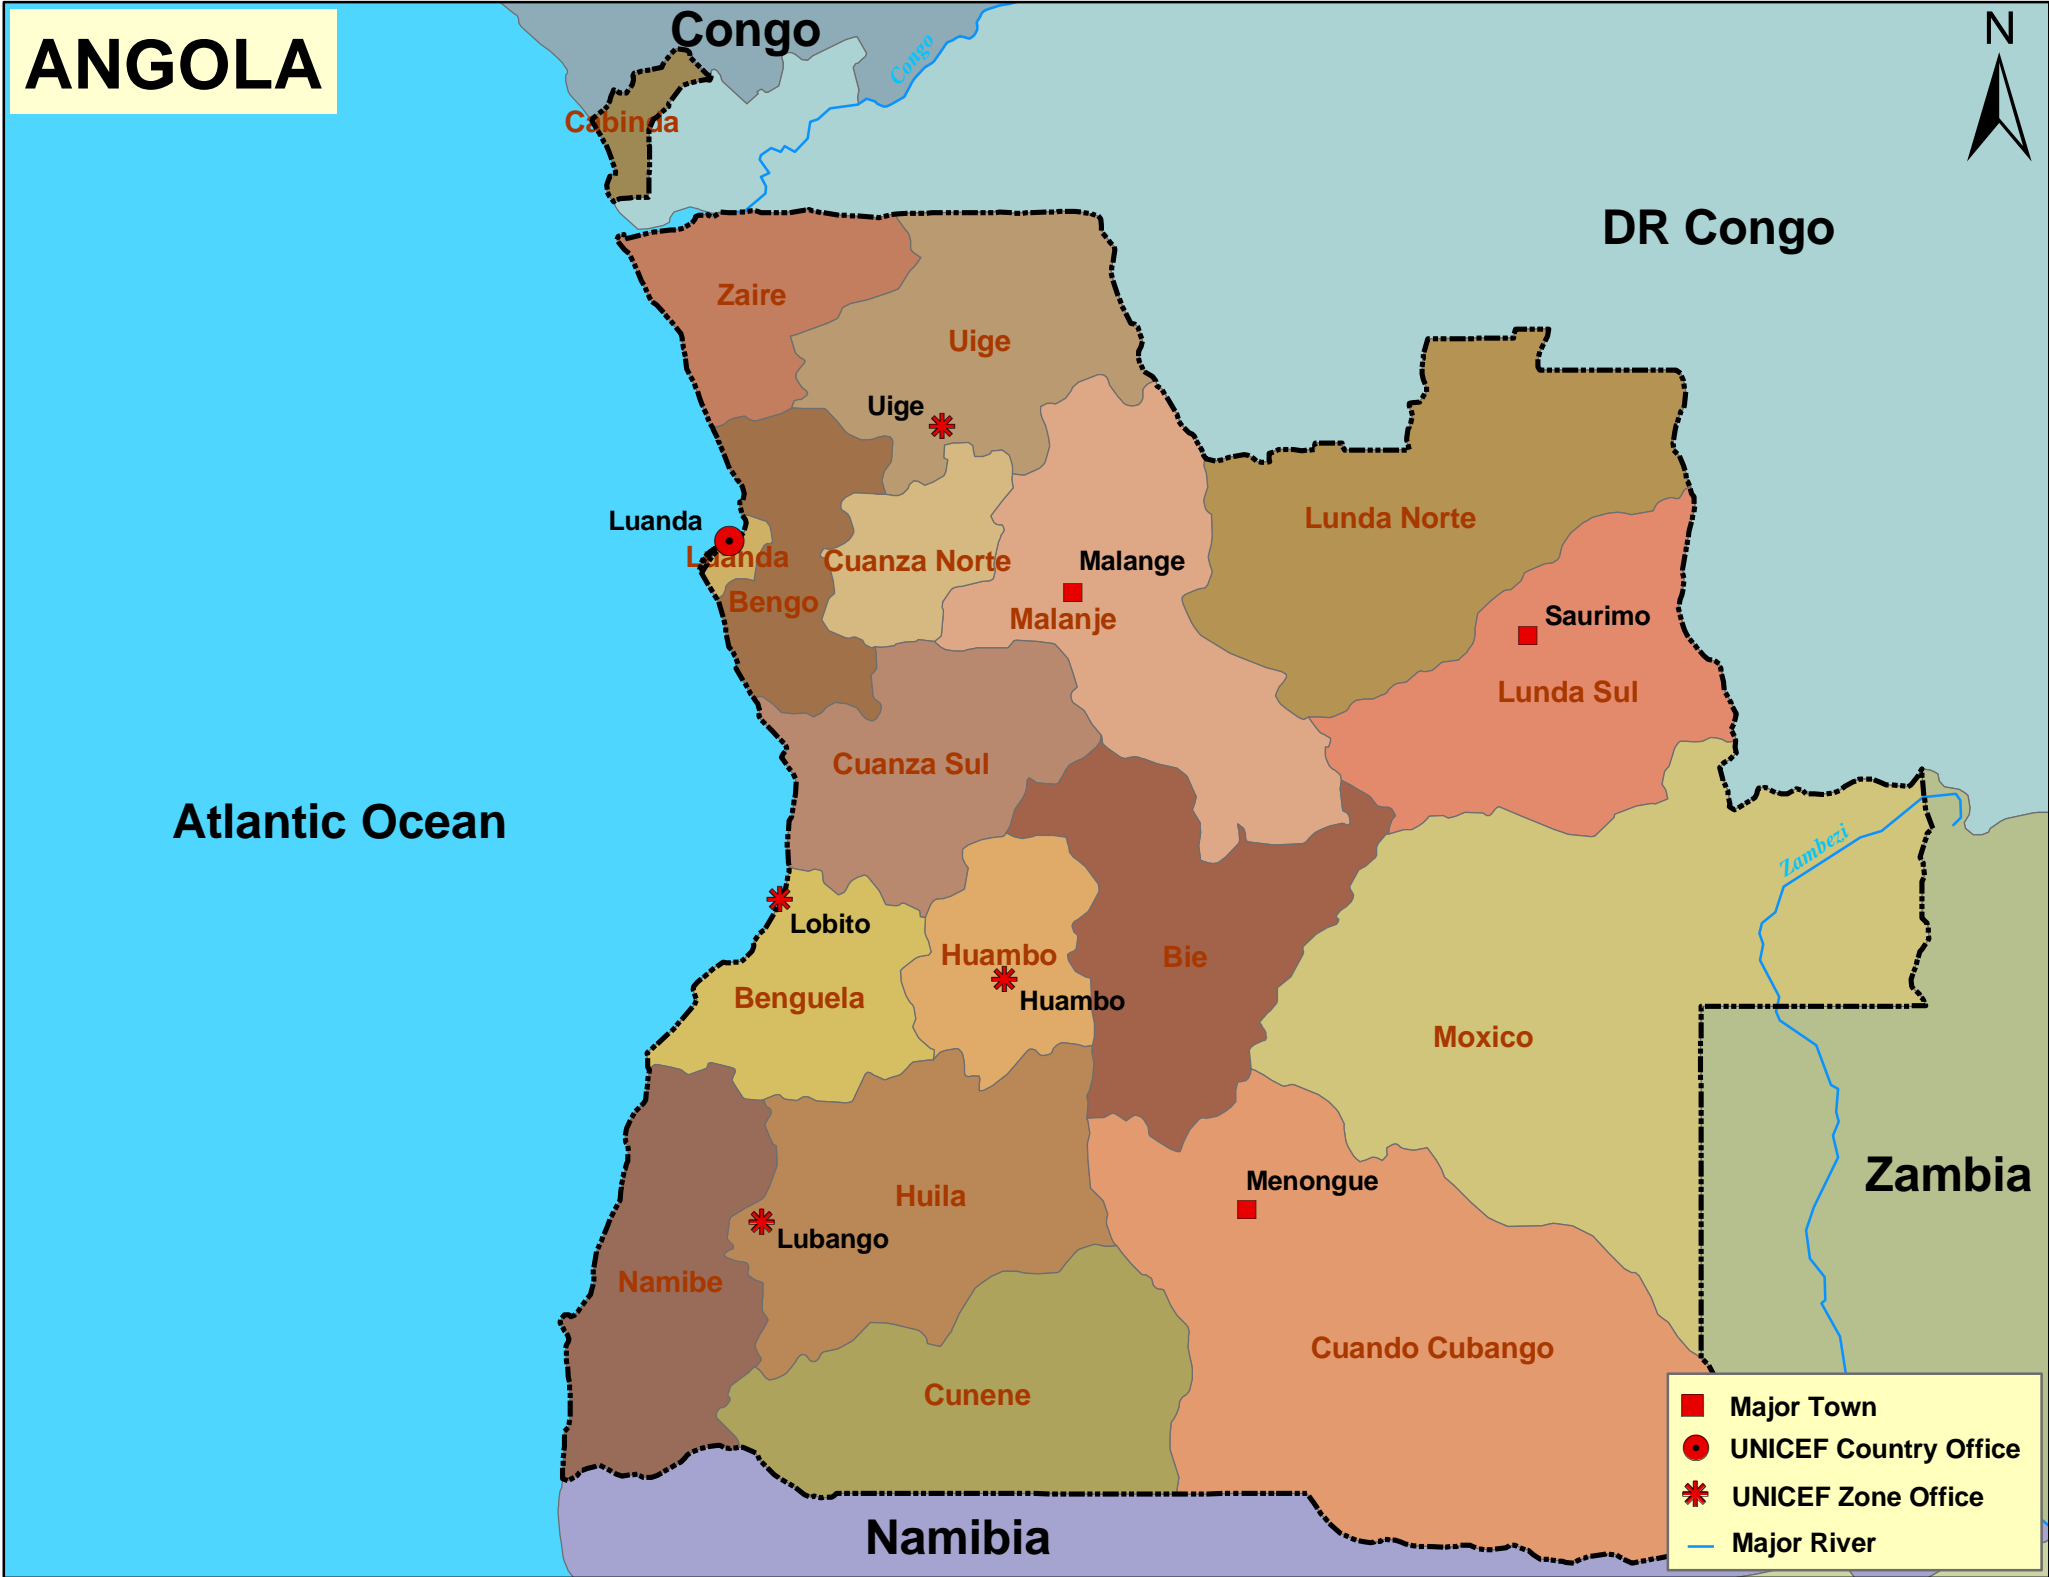 ANGOLA
Congo
N
Congo
Cabinda
DR Congo
Zaire
Uige
Uige
Luanda
Luanda
Lunda Norte
Cuanza Norte
Malange
Bengo
Malanje
Saurimo
Lunda Sul
Cuanza Sul
Atlantic Ocean
Zambezi
Lobito
Huambo
Bie
Benguela
Huambo
Moxico
Zambia
Menongue
Huila
Lubango
Namibe
Cuando Cubango
Cunene
Major Town
UNICEF Country Office
UNICEF Zone Office
Major River
Namibia